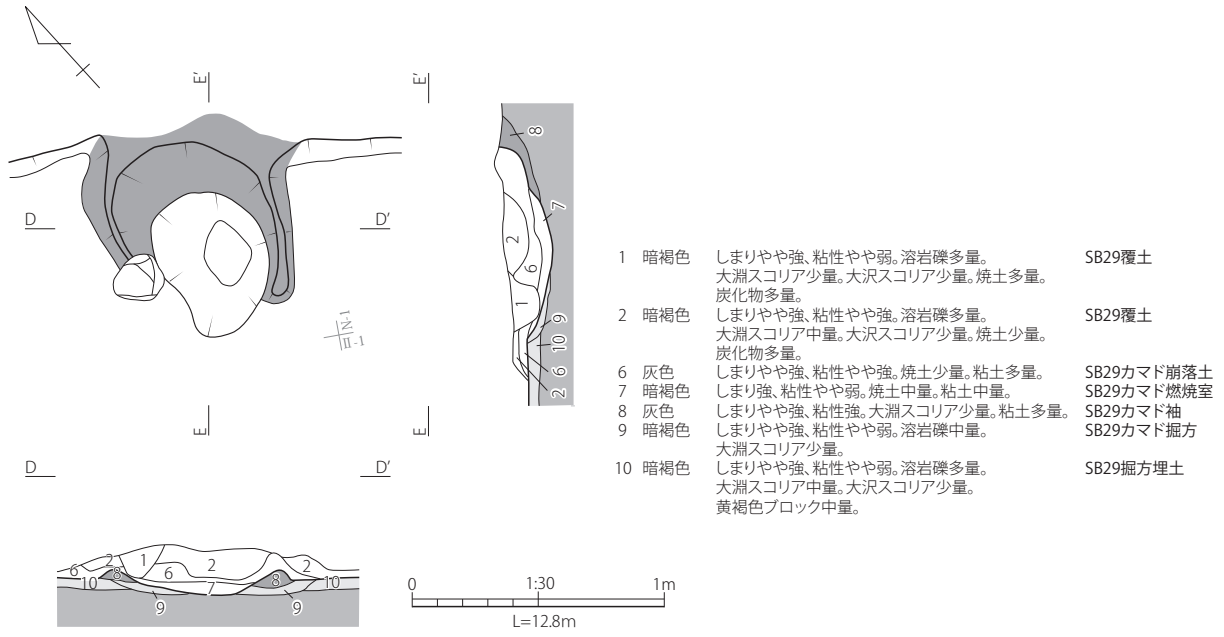 E'
E'
D
D'
E
E
I-N-1
II-1
8
7
2
6
1
9
10
6
2
D
D'
2
1
2
2
6
8
6
8
10
7
10
9
9
0
1:30
1m
L=12.8m
1 暗褐色 しまりやや強、粘性やや弱。溶岩礫多量。 SB29覆土
大淵スコリア少量。大沢スコリア少量。焼土多量。
炭化物多量。
2 暗褐色 しまりやや強、粘性やや強。溶岩礫多量。 SB29覆土
大淵スコリア中量。大沢スコリア少量。焼土少量。
炭化物多量。
6 灰色 しまりやや強、粘性やや強。焼土少量。粘土多量。 SB29カマド崩落土
7 暗褐色 しまり強、粘性やや弱。焼土中量。粘土中量。 SB29カマド燃焼室
8 灰色 しまりやや強、粘性強。大淵スコリア少量。粘土多量。 SB29カマド袖
9 暗褐色 しまりやや強、粘性やや弱。溶岩礫中量。 SB29カマド掘方
大淵スコリア少量。
10 暗褐色 しまりやや強、粘性やや弱。溶岩礫多量。 SB29掘方埋土
大淵スコリア中量。大沢スコリア少量。
黄褐色ブロック中量。